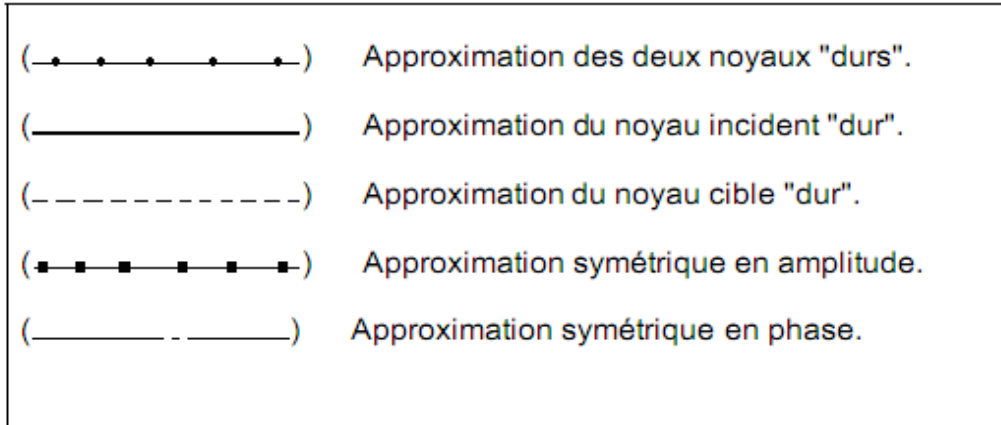 (      ) Approximation des deux noyaux "durs".
(      ) Approximation du noyau incident "dur".
(      ) Approximation du noyau cible "dur".
(      ) Approximation symétrique en amplitude.
(      ) Approximation symétrique en phase.